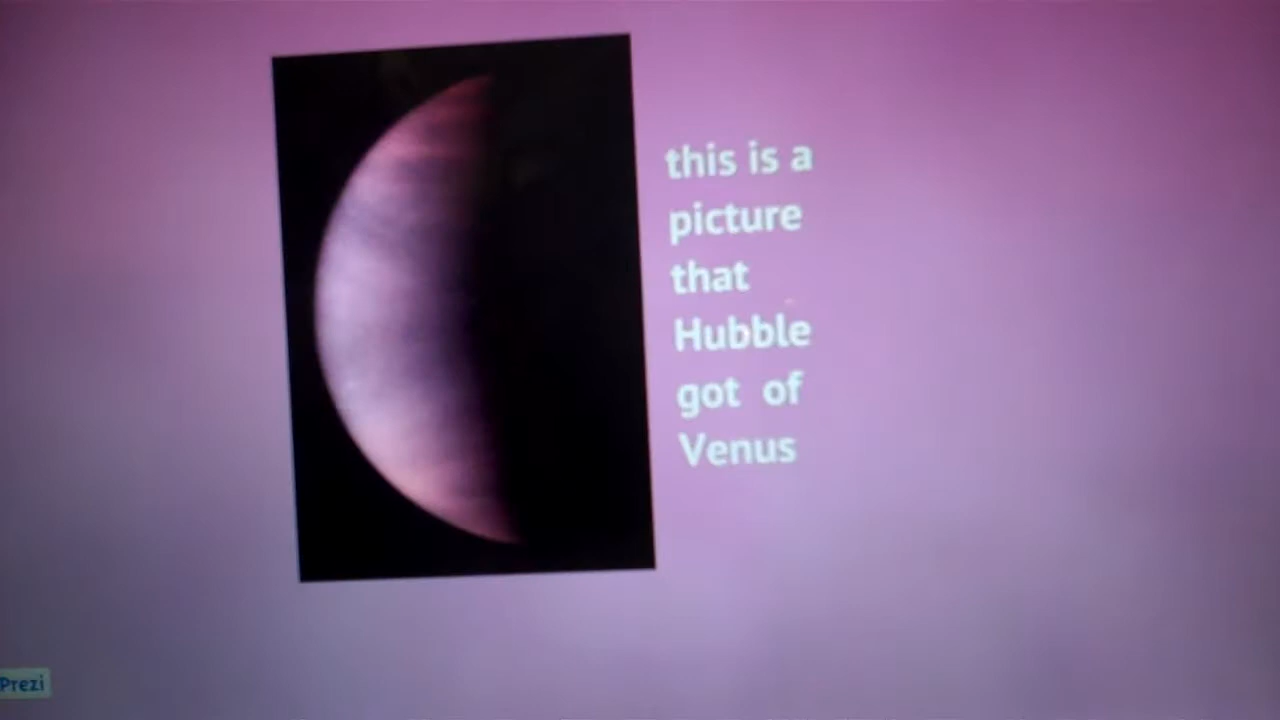 this is a
picture
that
Hubble
got of
Venus
Prezi